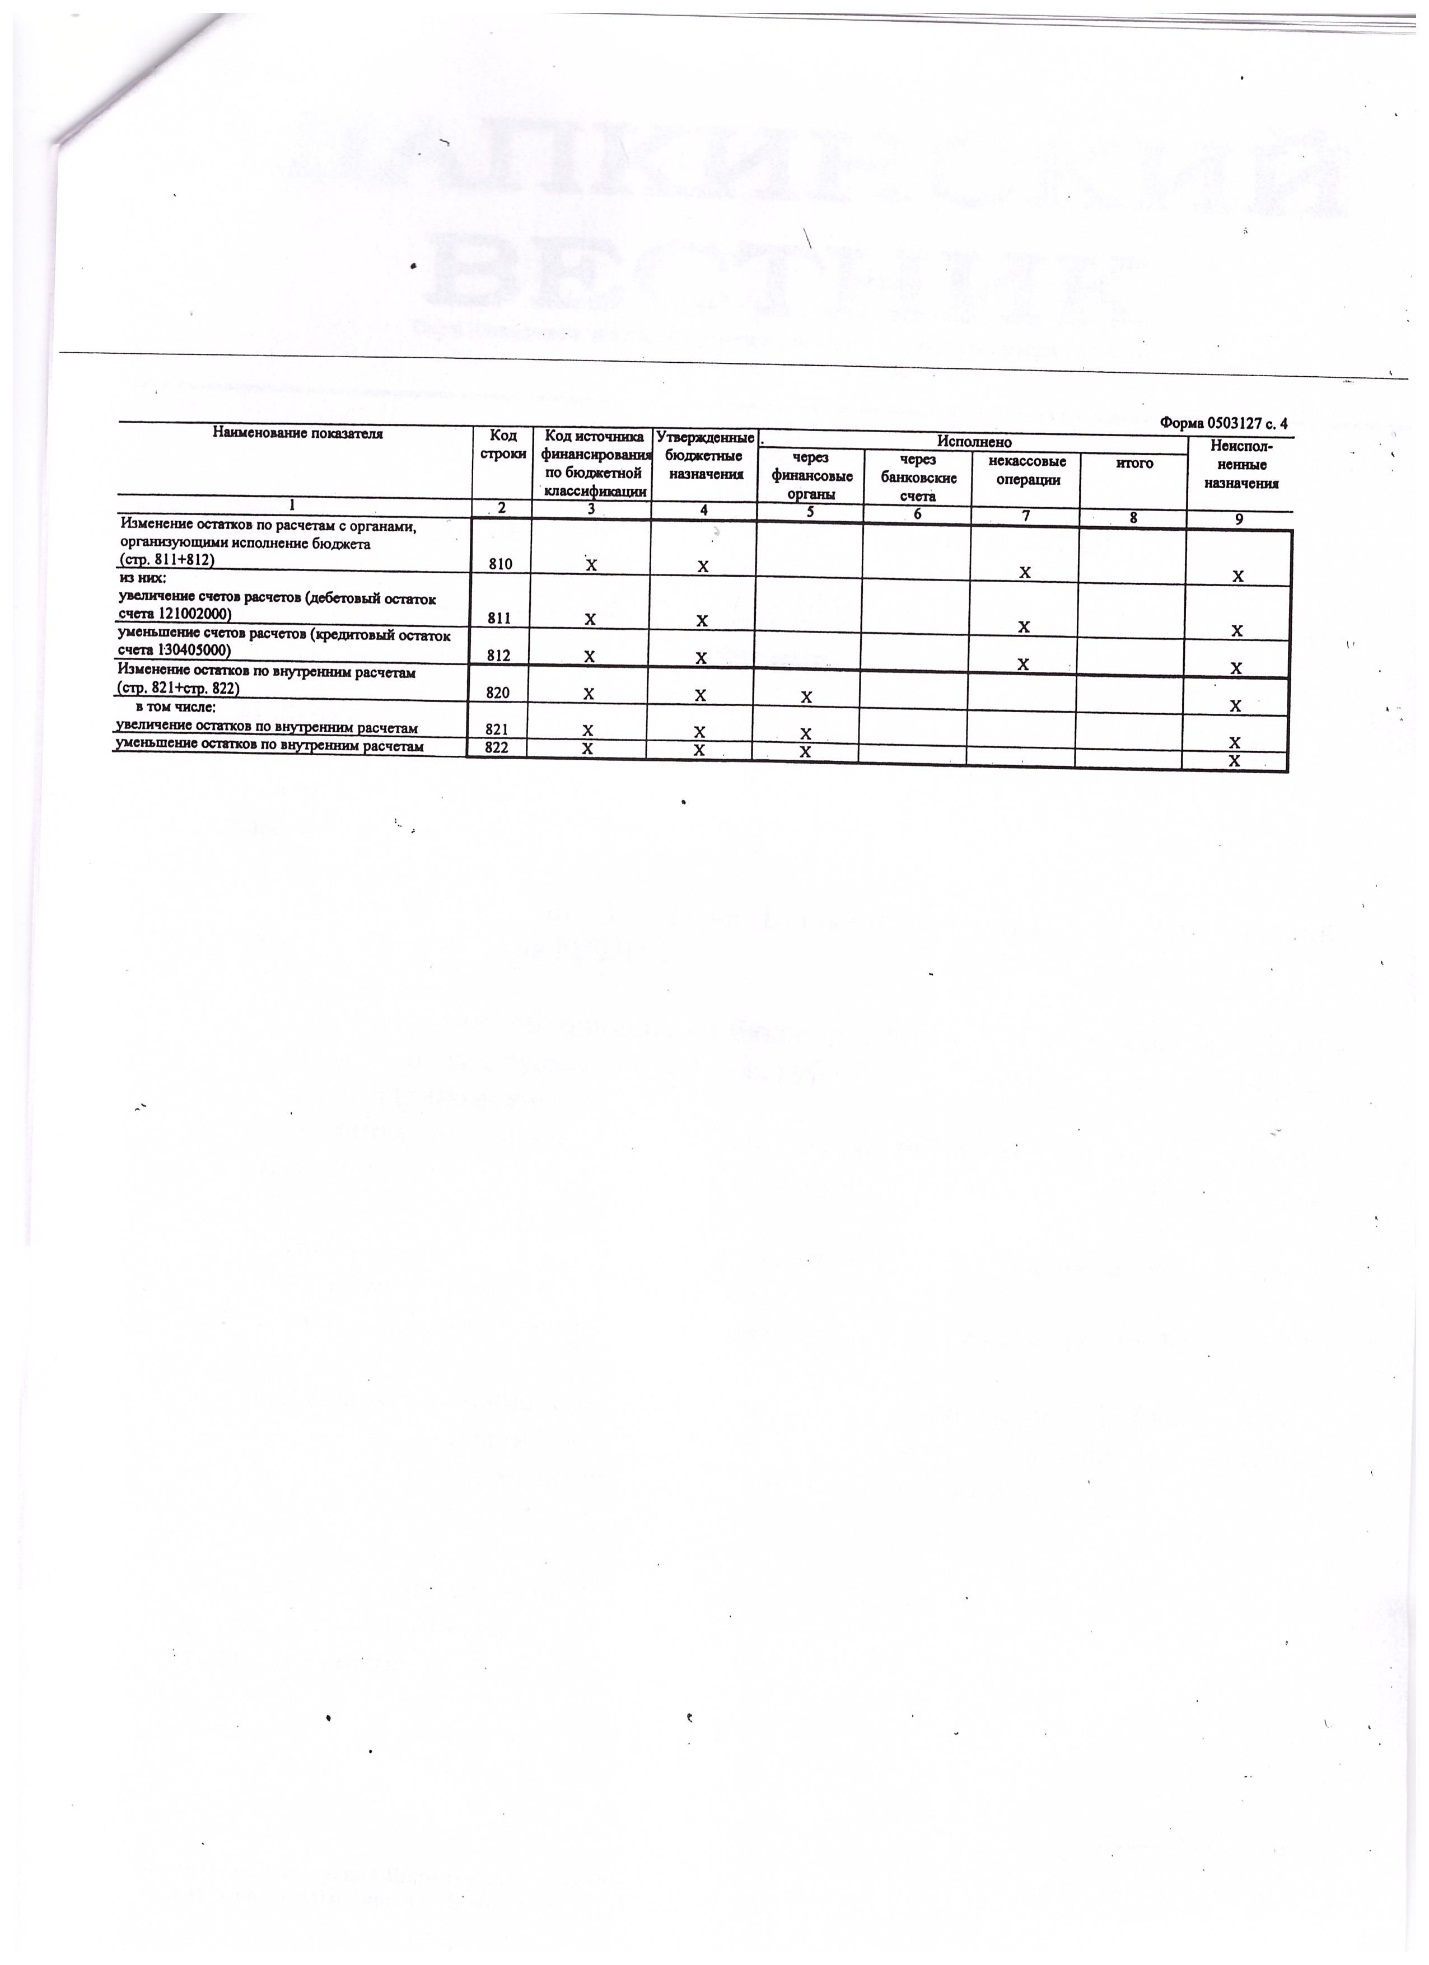 Форма 0503127 с. 4
Наименование показателя
Код
строки
Код источника
финансирования
по бюджетной
классификации
Утвержденные
бюджетные
назначения
Исполнено
через
финансовые
органы
через
банковские
счета
некассовые
операции
итого
Неиспол-
ненные
назначения
1 2 3 4 5 6 7 8 9
Изменение остатков по расчетам с органами,
организующими исполнение бюджета
(стр. 811+812) 810 X X X X
из них:
увеличение счетов расчетов (дебетовый остаток
счета 121002000) 811 X X X X
уменьшение счетов расчетов (кредитовый остаток
счета 130405000) 812 X X X X
Изменение остатков по внутренним расчетам
(стр. 821+стр. 822) 820 X X X X
в том числе:
увеличение остатков по внутренним расчетам 821 X X X X
уменьшение остатков по внутренним расчетам 822 X X X X